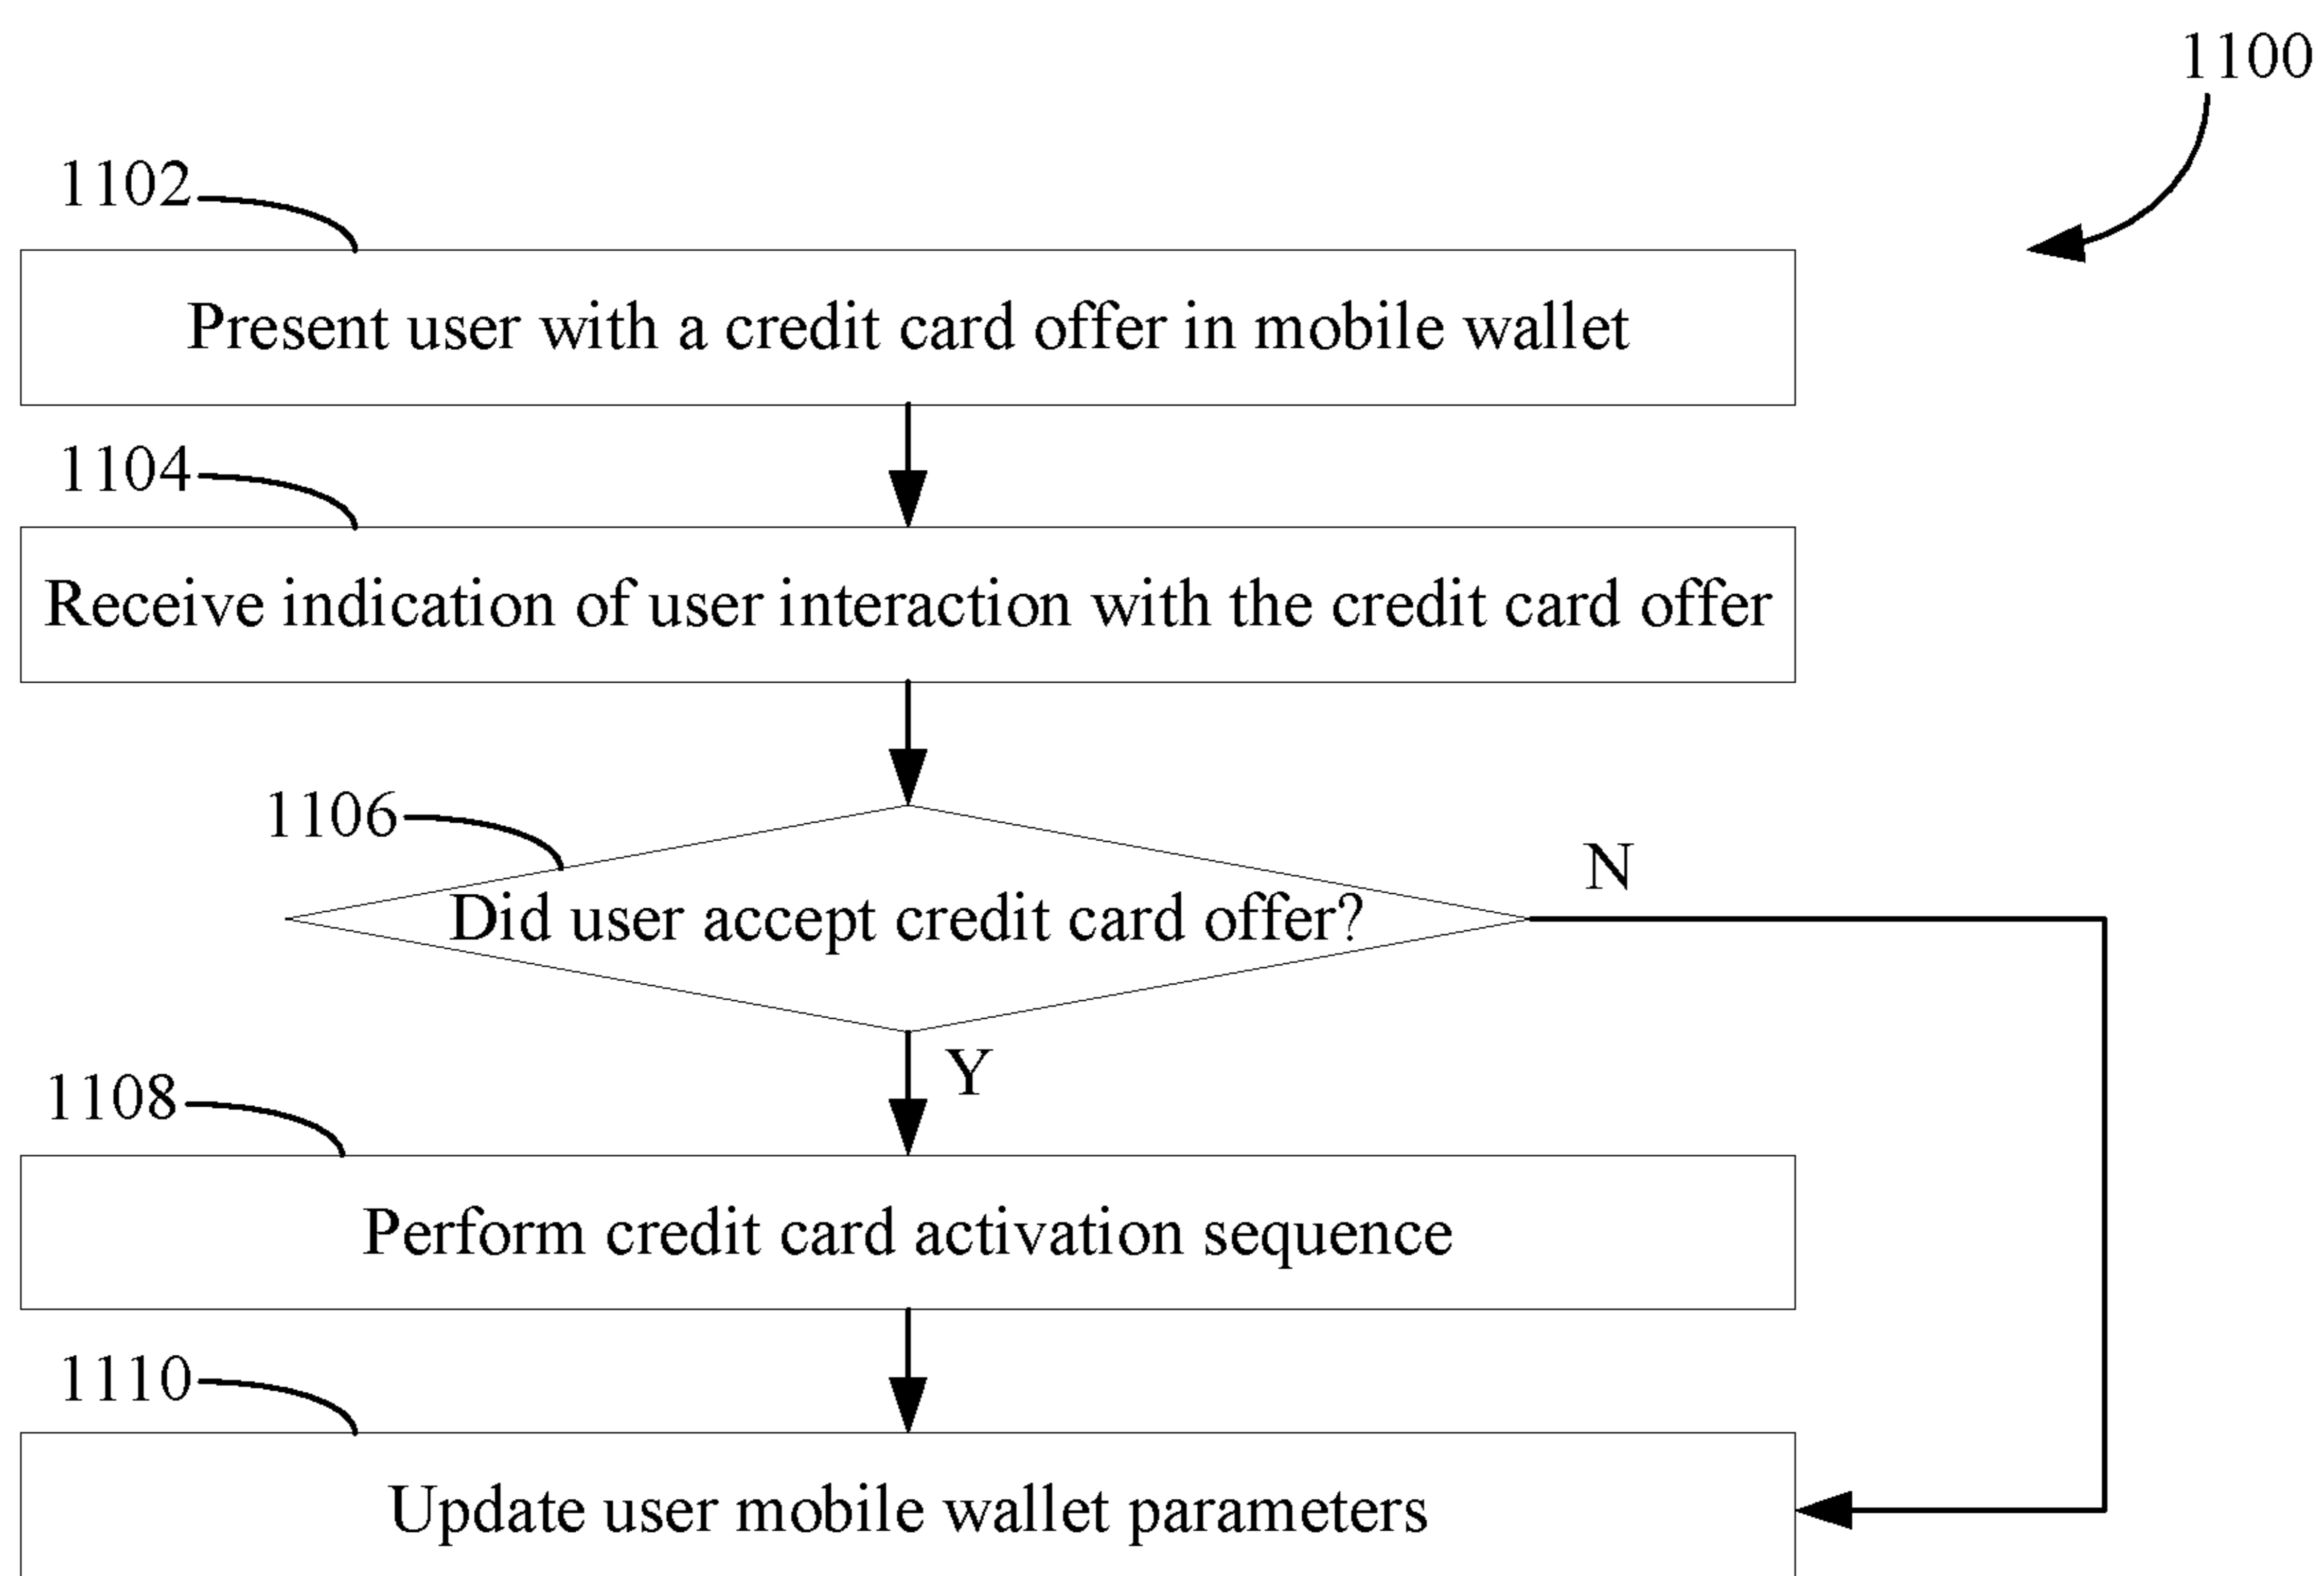 1100
1102
Present user with a credit card offer in mobile wallet
1104
Receive indication of user interaction with the credit card offer
1106
N
Did user accept credit card offer?
Y
1108
Perform credit card activation sequence
1110
Update user mobile wallet parameters